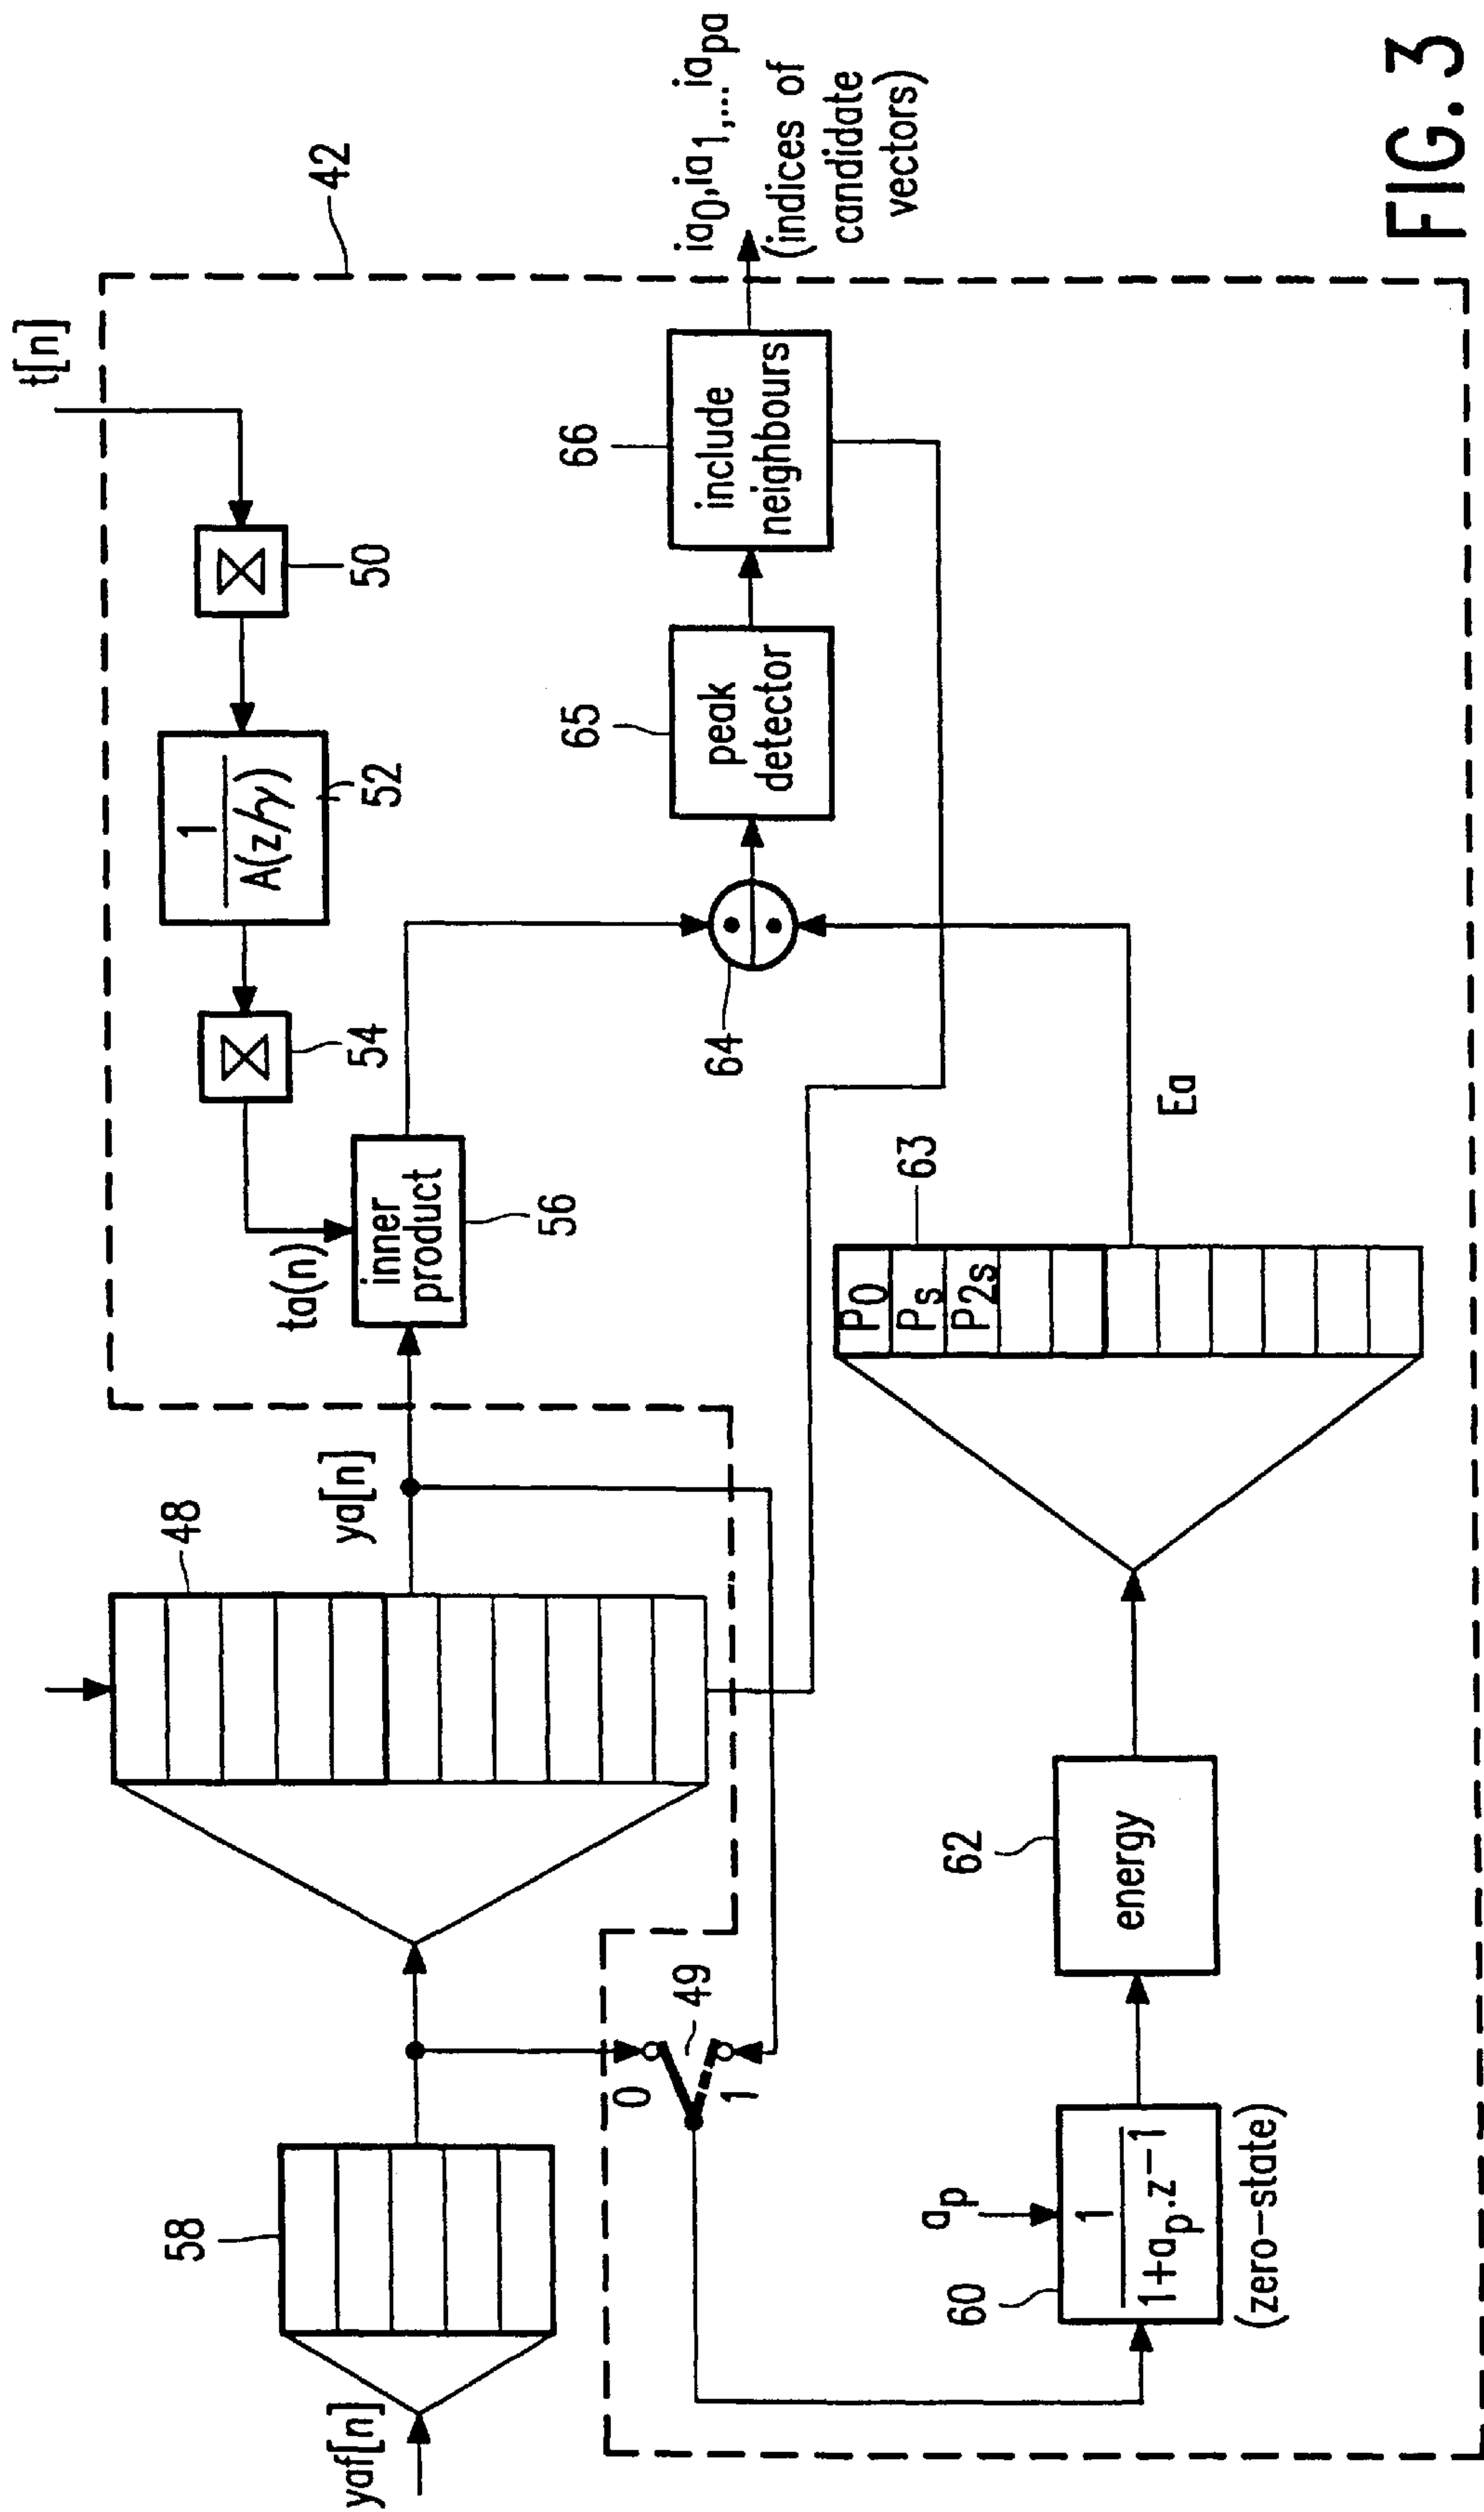 t[n]
42
50
1
A(z/γ)
52
54
ta(n)
inner
product
56
ya[n]
48
58
yaf[n]
65
peak
detector
66
include
neighbours
ia0,ia1,...iapa
(indices of
candidate
vectors)
64
49
0
1
63
P0
Ps
P2s
Ea
62
energy
60
ap
1
1+ap.z−1
(zero−state)
FIG. 3